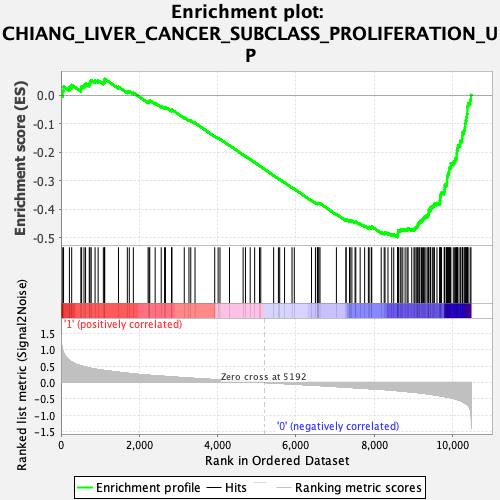 Enrichment plot:
CHIANG_LIVER_CANCER_SUBCLASS_PROLIFERATION_U
P
Enrichment score (ES)
0.0
-0.1
-0.2
-0.3
-0.4
-0.5
'1' (positively correlated)
Ranked list metric (Signal2Noise)
1.5
1.0
0.5
0.0
-0.5
-1.0
-1.5
Zero cross at 5192
'0' (negatively correlated)
0
2,000
4,000
6,000
8,000
10,000
Rank in Ordered Dataset
Enrichment profile
Hits
Ranking metric scores